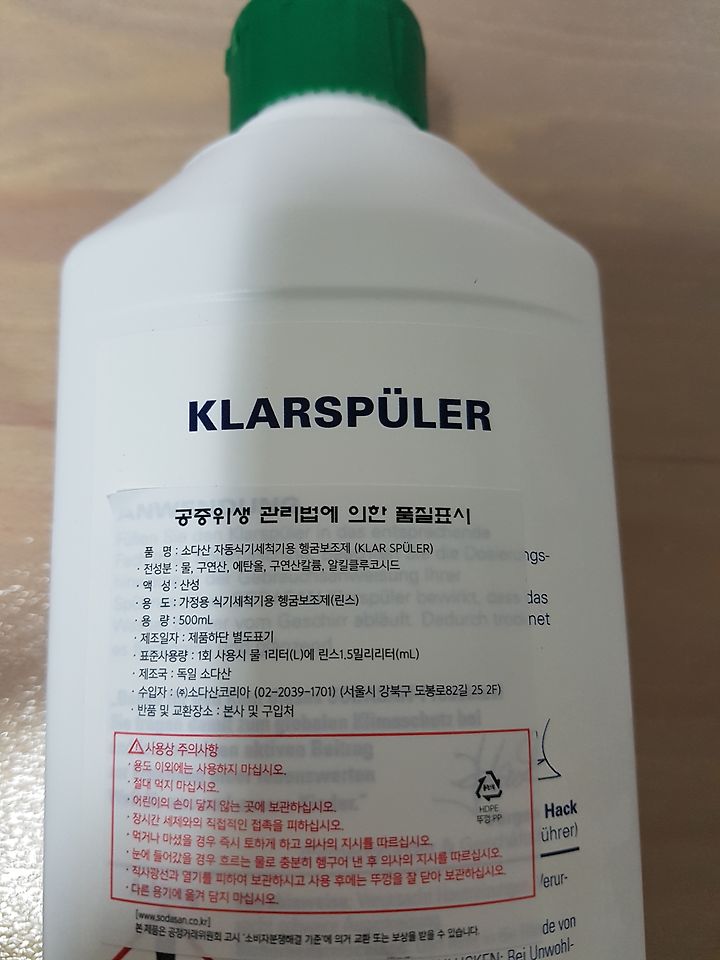 KLARSPÜLER
공중위생 관리법에 의한 품질표시
품 명 : 소다산 자동식기세척기용 헹굼보조제 (KLAR SPÜLER)
· 전성분 : 물, 구연산, 에탄올, 구연산칼륨, 알킬클루코시드
· 액 성 : 산성
· 용 도 : 가정용 식기세척기용 헹굼보조제(린스)
· 용 량 : 500mL
· 제조일자 : 제품하단 별도표기
· 표준사용량 : 1회 사용시 물 1리터(L)에 린스1.5밀리리터(mL)
· 제조국 : 독일 소다산
· 수입자 : ㈜소다산코리아 (02-2039-1701) (서울시 강북구 도봉로82길 25 2F)
· 반품 및 교환장소 : 본사 및 구입처
사용상 주의사항
· 용도 이외에는 사용하지 마십시오.
· 절대 먹지 마십시오.
· 어린이의 손이 닿지 않는 곳에 보관하십시오.
· 장시간 세제와의 직접적인 접촉을 피하십시오.
· 먹거나 마셨을 경우 즉시 토하게 하고 의사의 지시를 따르십시오.
· 눈에 들어갔을 경우 흐르는 물로 충분히 헹구어 낸 후 의사의 지시를 따르십시오.
· 직사광선과 열기를 피하여 보관하시고 사용 후에는 뚜껑을 잘 닫아 보관하십시오.
· 다른 용기에 옮겨 담지 마십시오.
HDPE
뚜껑:PP
[www.sodasan.co.kr]
본 제품은 공정거래위원회 고시 '소비자분쟁해결 기준'에 의거 교환 또는 보상을 받을 수 있습니다.
ngs-
das
net
Hack
ührer)
erur-
de von
Bei Unwohl-